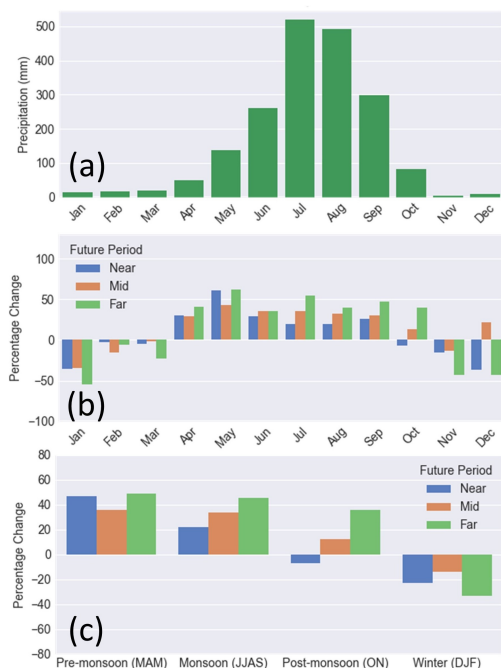 500
400
300
200
100
0
Precipitation (mm)
(a)
Jan Feb Mar Apr May Jun Jul Aug Sep Oct Nov Dec
100
50
0
−50
−100
Percentage Change
Future Period
Near
Mid
Far
(b)
Jan Feb Mar Apr May Jun Jul Aug Sep Oct Nov Dec
80
60
40
20
0
−20
−40
−60
−80
Percentage Change
Future Period
Near
Mid
Far
(c)
Pre-monsoon (MAM) Monsoon (JJAS) Post-monsoon (ON) Winter (DJF)